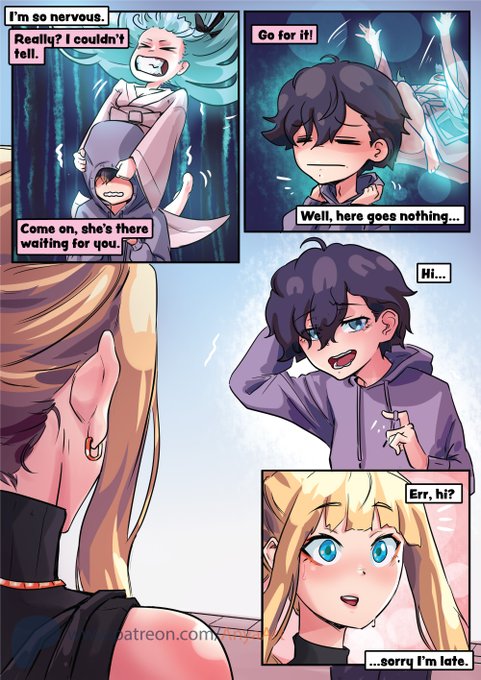 I'm so nervous.
Really? I couldn't
tell.
Come on, she's there
waiting for you.
Go for it!
Well, here goes nothing...
Hi...
Err, hi?
...sorry I'm late.
patreon.com/